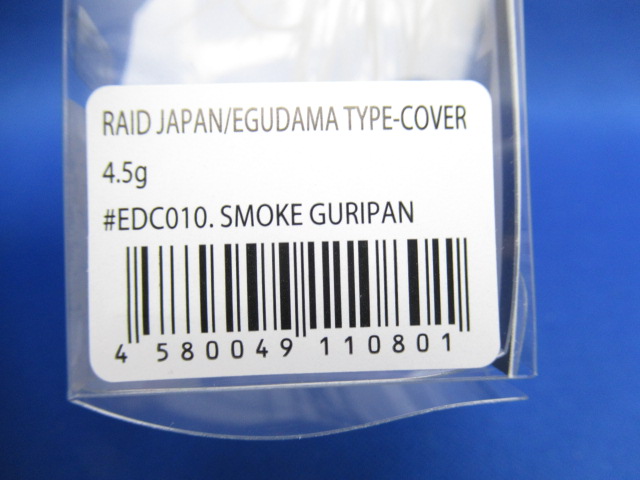 RAID JAPAN/EGUDAMA TYPE-COVER
4.5g
#EDC010. SMOKE GURIPAN
4 580049 110801